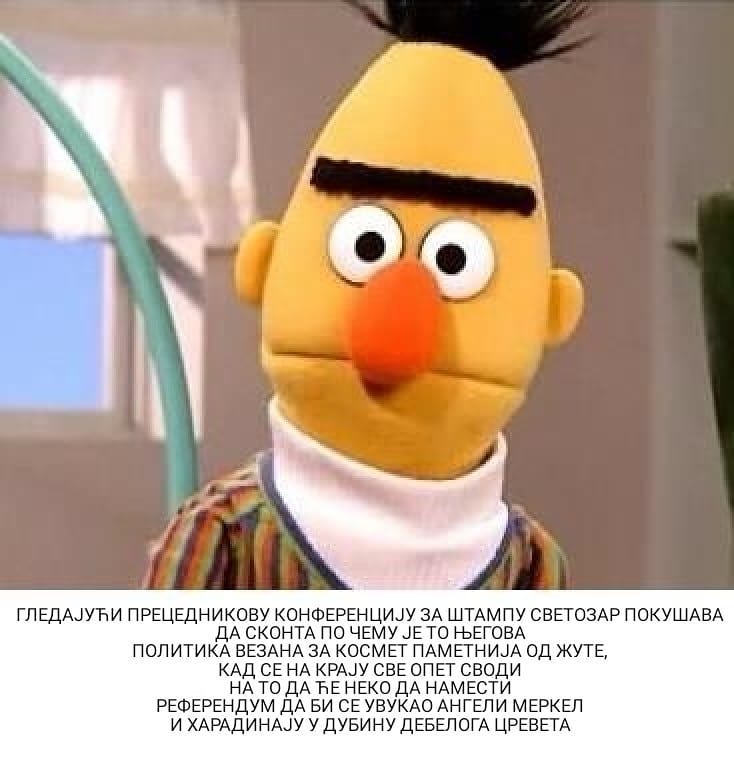 ГЛЕДАЈУЋИ ПРЕЦЕДНИКОВУ КОНФЕРЕНЦИЈУ ЗА ШТАМПУ СВЕТОЗАР ПОКУШАВА
ДА СКОНТА ПО ЧЕМУ ЈЕ ТО ЊЕГОВА
ПОЛИТИКА ВЕЗАНА ЗА КОСМЕТ ПАМЕТНИЈА ОД ЖУТЕ,
КАД СЕ НА КРАЈУ СВЕ ОПЕТ СВОДИ
НА ТО ДА ЋЕ НЕКО ДА НАМЕСТИ
РЕФЕРЕНДУМ ДА БИ СЕ УВУКАО АНГЕЛИ МЕРКЕЛ
И ХАРАДИНАЈУ У ДУБИНУ ДЕБЕЛОГА ЦРЕВЕТА